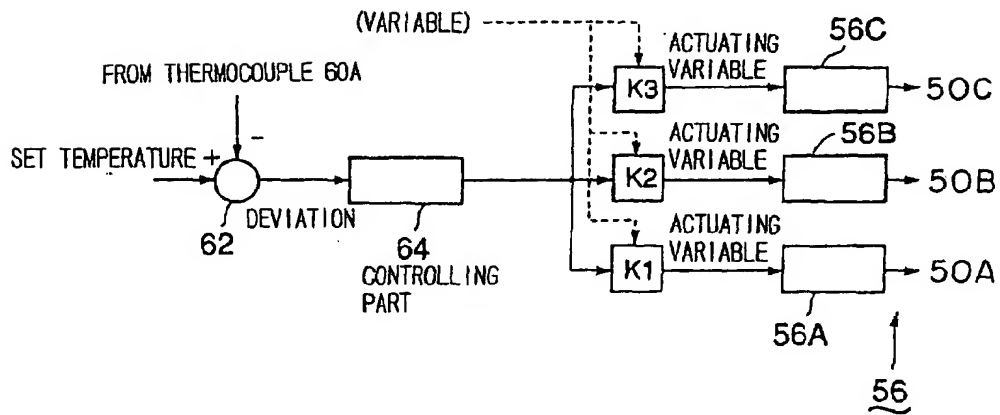 (VARIABLE)
FROM THERMOCOUPLE 60A
ACTUATING
VARIABLE
56C
K3
50C
-
SET TEMPERATURE +
ACTUATING
VARIABLE
56B
K2
50B
62
DEVIATION
64
CONTROLLING
PART
ACTUATING
VARIABLE
K1
50A
56A
56